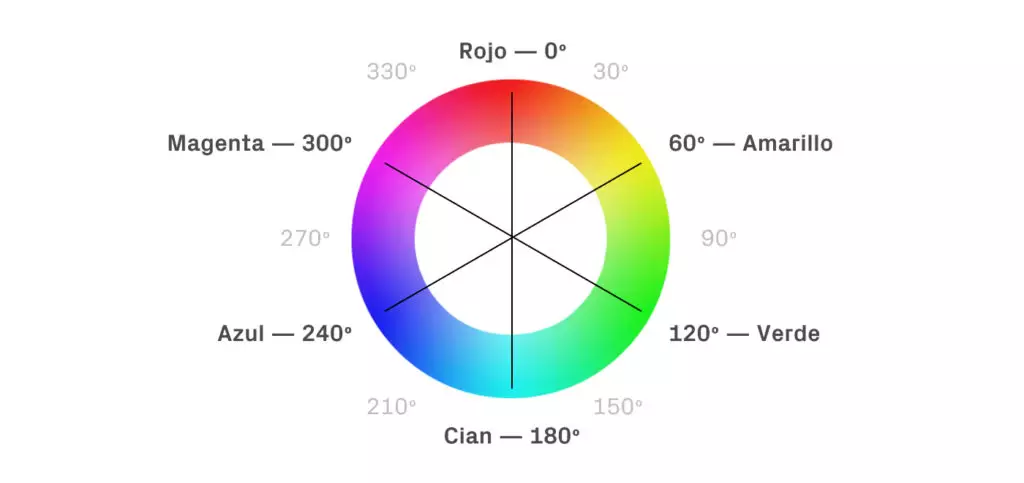 Rojo — 0º
330º
30º
Magenta — 300º
60º — Amarillo
270º
90º
Azul — 240º
120º — Verde
210º
150º
Cian — 180º